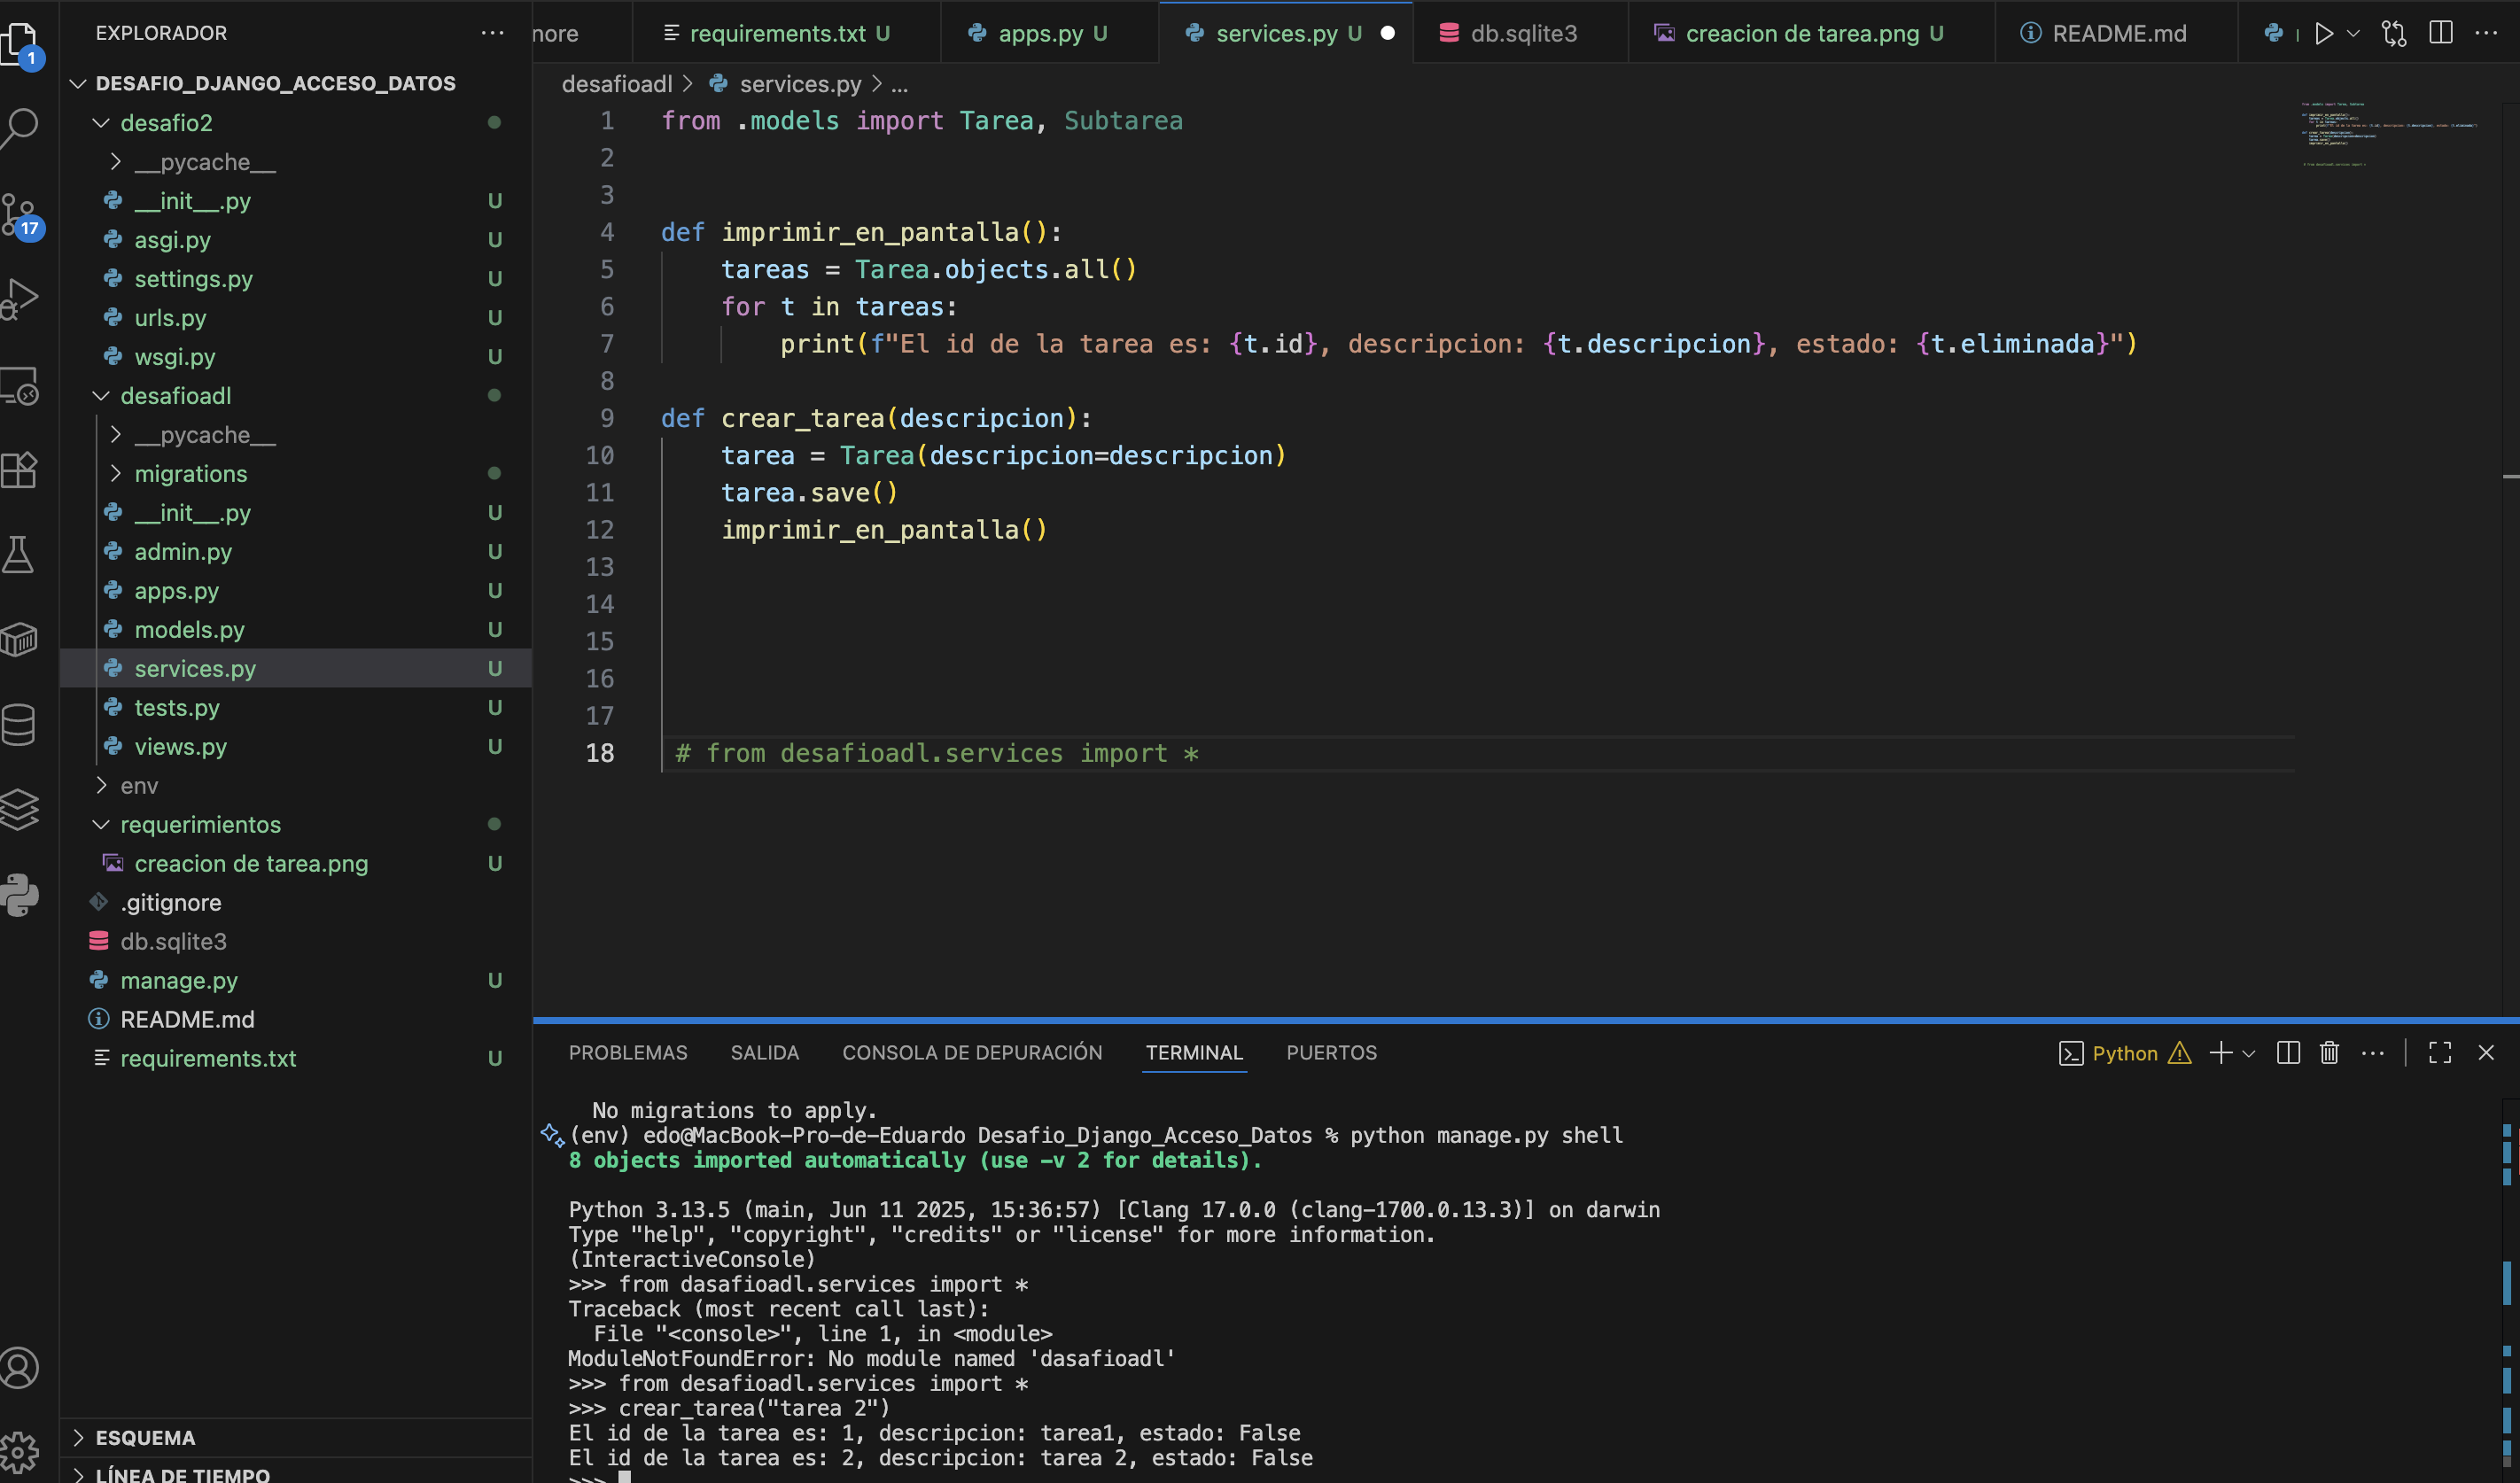 EXPLORADOR
DESAFIO_DJANGO_ACCESO_DATOS
desafio2
__pycache__
__init__.py U
asgi.py U
settings.py U
urls.py U
wsgi.py U
desafioadl
__pycache__
migrations
__init__.py U
admin.py U
apps.py U
models.py U
services.py U
tests.py U
views.py U
env
requerimientos
creacion de tarea.png U
.gitignore
db.sqlite3
manage.py U
README.md
requirements.txt U
ESQUEMA
LÍNEA DE TIEMPO
1
17
nore
requirements.txt U
apps.py U
services.py U
db.sqlite3
creacion de tarea.png U
README.md
desafioadl > services.py > ...
1 from .models import Tarea, Subtarea
2
3
4 def imprimir_en_pantalla():
5 tareas = Tarea.objects.all()
6 for t in tareas:
7 print(f"El id de la tarea es: {t.id}, descripcion: {t.descripcion}, estado: {t.eliminada}")
8
9 def crear_tarea(descripcion):
10 tarea = Tarea(descripcion=descripcion)
11 tarea.save()
12 imprimir_en_pantalla()
13
14
15
16
17
18 # from desafioadl.services import *
PROBLEMAS SALIDA CONSOLA DE DEPURACIÓN TERMINAL PUERTOS
Python
No migrations to apply.
(env) edo@MacBook-Pro-de-Eduardo Desafio_Django_Acceso_Datos % python manage.py shell
8 objects imported automatically (use -v 2 for details).
Python 3.13.5 (main, Jun 11 2025, 15:36:57) [Clang 17.0.0 (clang-1700.0.13.3)] on darwin
Type "help", "copyright", "credits" or "license" for more information.
(InteractiveConsole)
>>> from dasafioadl.services import *
Traceback (most recent call last):
File "<console>", line 1, in <module>
ModuleNotFoundError: No module named 'dasafioadl'
>>> from desafioadl.services import *
>>> crear_tarea("tarea 2")
El id de la tarea es: 1, descripcion: tarea1, estado: False
El id de la tarea es: 2, descripcion: tarea 2, estado: False
>>>